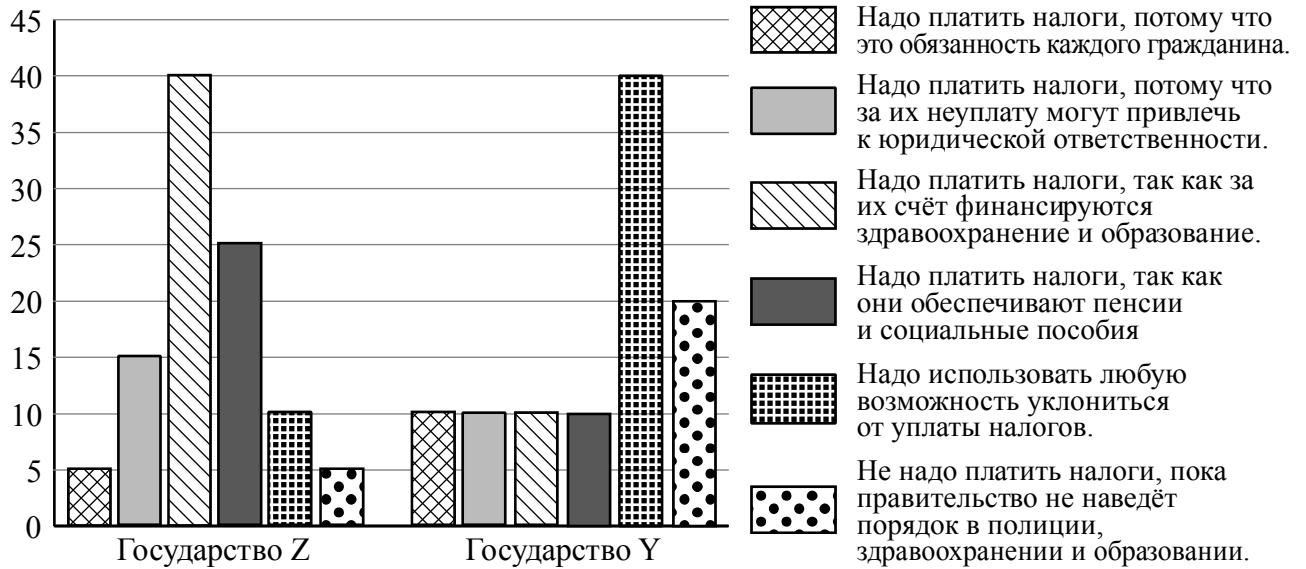 45
40
35
30
25
20
15
10
5
0
Государство Z
Государство Y
Надо платить налоги, потому что
это обязанность каждого гражданина.
Надо платить налоги, потому что
за их неуплату могут привлечь
к юридической ответственности.
Надо платить налоги, так как за
их счёт финансируются
здравоохранение и образование.
Надо платить налоги, так как
они обеспечивают пенсии
и социальные пособия
Надо использовать любую
возможность уклониться
от уплаты налогов.
Не надо платить налоги, пока
правительство не наведёт
порядок в полиции,
здравоохранении и образовании.